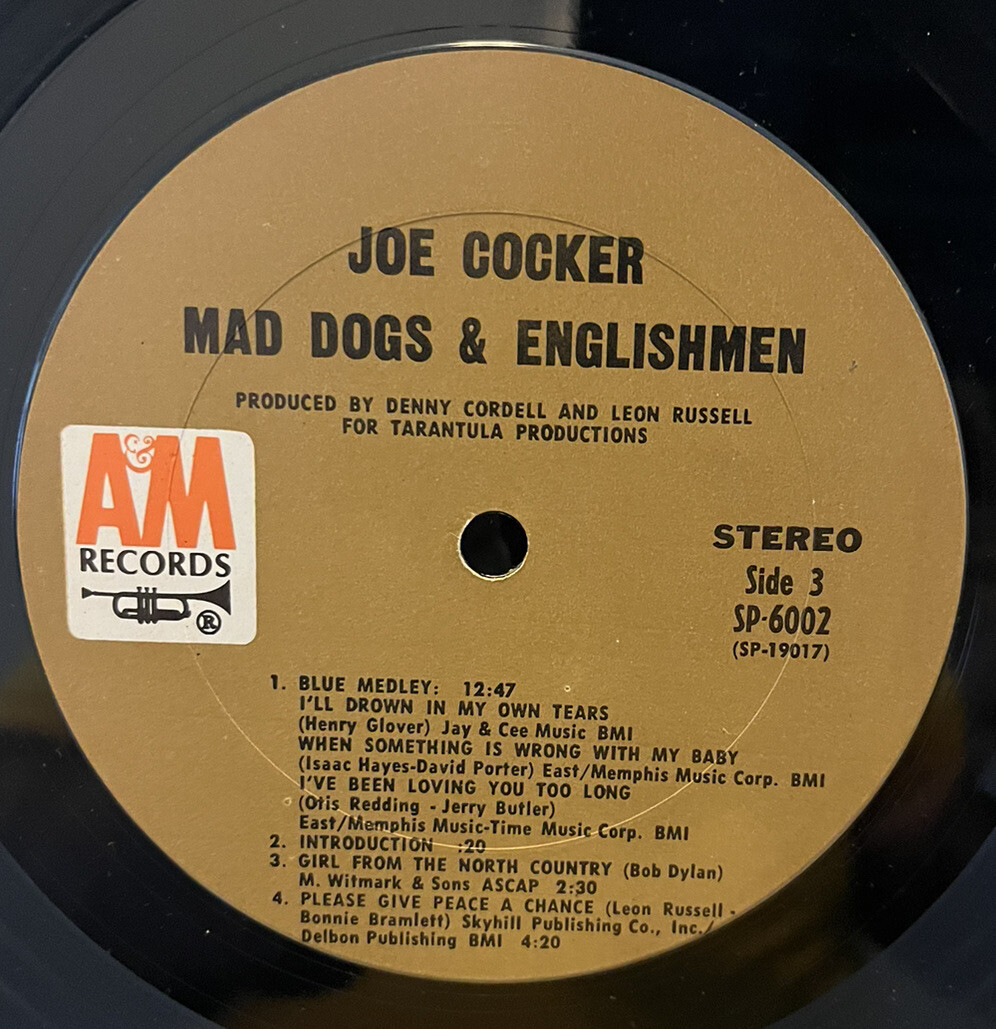 JOE COCKER
MAD DOGS & ENGLISHMEN
PRODUCED BY DENNY CORDELL AND LEON RUSSELL
FOR TARANTULA PRODUCTIONS
A&M
RECORDS
®
STEREO
Side 3
SP-6002
(SP-19017)
1. BLUE MEDLEY: 12:47
I'LL DROWN IN MY OWN TEARS
(Henry Glover) Jay & Cee Music BMI
WHEN SOMETHING IS WRONG WITH MY BABY
(Isaac Hayes-David Porter) East/Memphis Music Corp. BMI
I'VE BEEN LOVING YOU TOO LONG
(Otis Redding - Jerry Butler)
East/Memphis Music-Time Music Corp. BMI
2. INTRODUCTION :20
3. GIRL FROM THE NORTH COUNTRY (Bob Dylan)
M. Witmark & Sons ASCAP 2:30
4. PLEASE GIVE PEACE A CHANCE (Leon Russell -
Bonnie Bramlett) Skyhill Publishing Co., Inc./
Delbon Publishing BMI 4:20